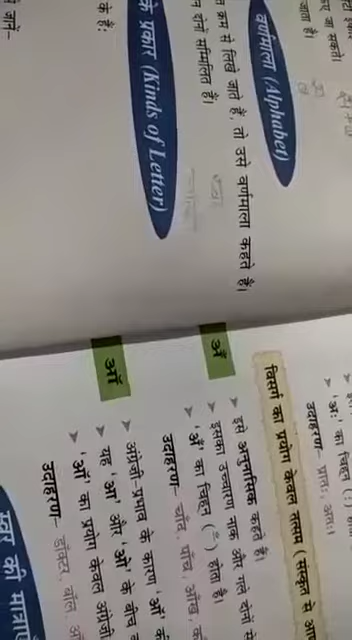 जा सकते।
जाता है।
वर्णमाला (Alphabet)
क्रम से लिखे जाते हैं, तो उसे वर्णमाला कहते हैं।
दोनों सम्मिलित हैं।
के प्रकार (Kinds of Letter)
के हैं:
जानें–
'अः' का चिह्न (ः)
उदाहरण– प्रातः, अतः।
विसर्ग का प्रयोग केवल तत्सम (संस्कृत से
अँ
इसे अनुनासिक कहते हैं।
इसका उच्चारण नाक और गले दोनों से
'अँ' का चिह्न (ँ) होता है।
उदाहरण– चाँद, पाँच, आँख,
ऑ
अंग्रेजी-प्रभाव के कारण 'ऑ'
यह 'आ' और 'ओ' के बीच
'ऑ' का प्रयोग केवल अंग्रेजी
उदाहरण– डॉक्टर, बॉल,
स्वर की मात्राएँ